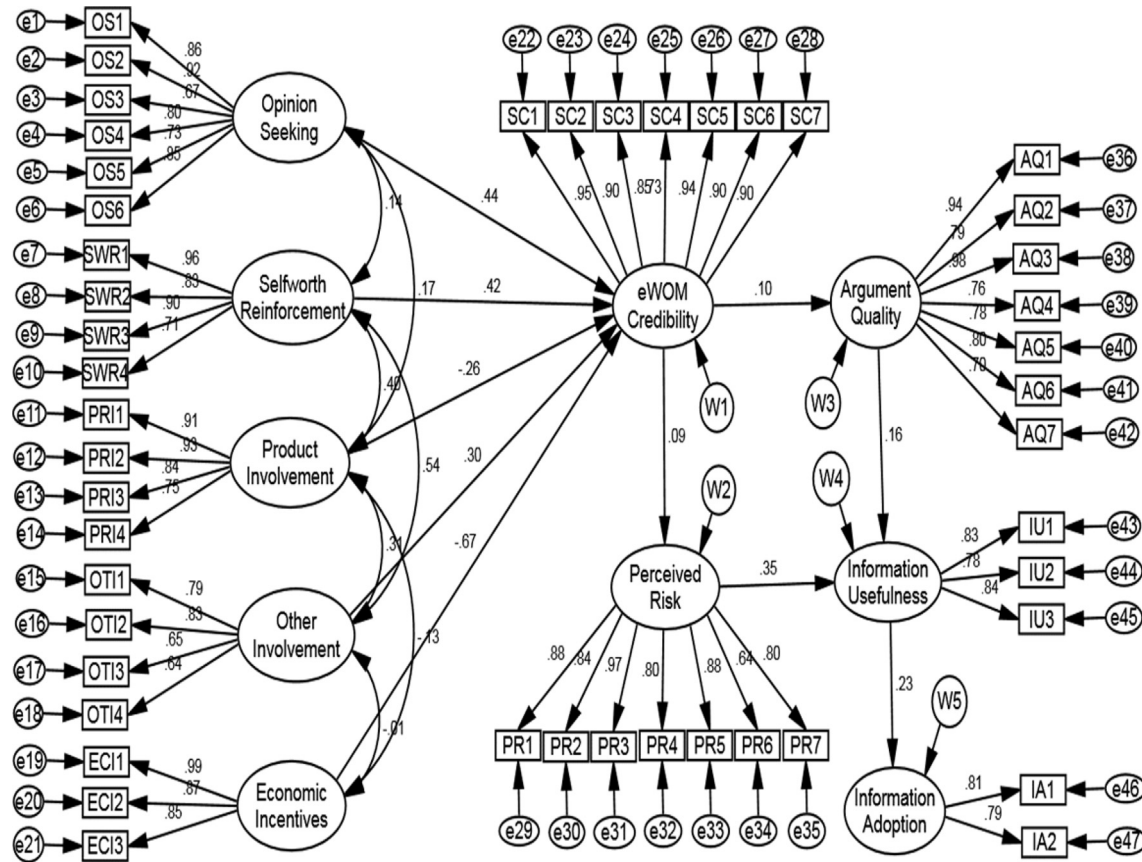 e1 OS1
e2 OS2
e3 OS3
e4 OS4
e5 OS5
e6 OS6
.86
.92
.67
.80
.73
.85
Opinion
Seeking
e7 SWR1
e8 SWR2
e9 SWR3
e10 SWR4
.96
.83
.90
.71
Selfworth
Reinforcement
e11 PRI1
e12 PRI2
e13 PRI3
e14 PRI4
.91
.93
.84
.75
Product
Involvement
e15 OTI1
e16 OTI2
e17 OTI3
e18 OTI4
.79
.83
.65
.64
Other
Involvement
e19 ECI1
e20 ECI2
e21 ECI3
.99
.87
.85
Economic
Incentives
.14
.17
.40
.54
.31
-.13
-.01
.44
.42
-.26
.30
-.67
e22 e23 e24 e25 e26 e27 e28
SC1 SC2 SC3 SC4 SC5 SC6 SC7
.95 .90 .85 .73 .94 .90 .90
eWOM
Credibility
W1
.10
.09
W2
Perceived
Risk
.88 .84 .97 .80 .88 .64 .80
PR1 PR2 PR3 PR4 PR5 PR6 PR7
e29 e30 e31 e32 e33 e34 e35
.35
Argument
Quality
W3
.94
.79
.98
.76
.78
.80
.70
AQ1 e36
AQ2 e37
AQ3 e38
AQ4 e39
AQ5 e40
AQ6 e41
AQ7 e42
.16
W4
Information
Usefulness
.83
.78
.84
IU1 e43
IU2 e44
IU3 e45
.23
W5
Information
Adoption
.81
.79
IA1 e46
IA2 e47